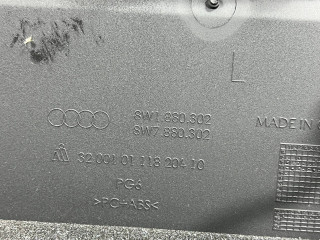 L
8W1.880.302
8W7.880.302
MADE IN
32 001 01 118 204 10
PG6
>PC+ABS<